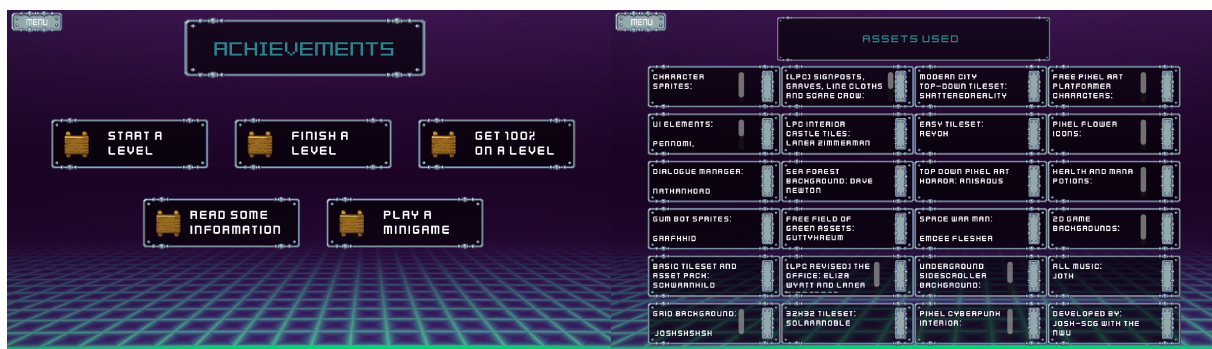 MENU
ACHIEVEMENTS
START A
LEVEL
FINISH A
LEVEL
GET 100%
ON A LEVEL
READ SOME
INFORMATION
PLAY A
MINIGAME
MENU
ASSETS USED
CHARACTER
SPRITES:
[LPC] SIGNPOSTS,
GRAVES, LINE CLOTHS
AND SCARE CROW:
MODERN CITY
TOP-DOWN TILESET:
SHATTEREDREALITY
FREE PIXEL ART
PLATFORMER
CHARACTERS:
UI ELEMENTS:
PENNOMI,
LPC INTERIOR
CASTLE TILES:
LANEA ZIMMERMAN
EASY TILESET:
REYOH
PIXEL FLOWER
ICONS:
DIALOGUE MANAGER:
NATHANHOAD
SEA FOREST
BACKGROUND: DAVE
NEWTON
TOP DOWN PIXEL ART
HORROR: ANISAOUS
HEALTH AND MANA
POTIONS:
GUM BOT SPRITES:
GARFHHID
FREE FIELD OF
GREEN ASSETS:
GUTTYKREUM
SPACE WAR MAN:
EMCEE FLESHER
2D GAME
BACKGROUNDS:
BASIC TILESET AND
ASSET PACK:
SCHWARNHILD
[LPC REVISED] THE
OFFICE: ELIZA
WYATT AND LANEA
UNDERGROUND
SIDESCROLLER
BACKGROUND:
ALL MUSIC:
JOTH
GRID BACKGROUND:
JOSHSHSHSH
32X32 TILESET:
SOLARRNOBLE
PIXEL CYBERPUNK
INTERIOR:
DEVELOPED BY:
JOSH-SCG WITH THE
NWU